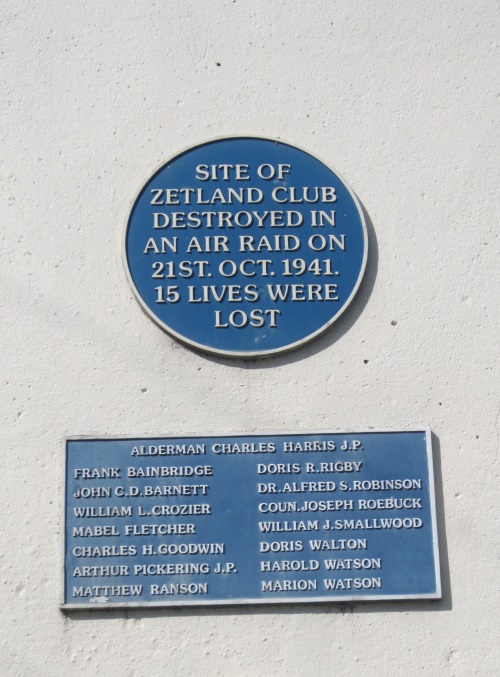 SITE OF
ZETLAND CLUB
DESTROYED IN
AN AIR RAID ON
21ST. OCT. 1941.
15 LIVES WERE
LOST
ALDERMAN CHARLES HARRIS J.P.
FRANK BAINBRIDGE
JOHN C.D. BARNETT
WILLIAM L. CROZIER
MABEL FLETCHER
CHARLES H. GOODWIN
ARTHUR PICKERING J.P.
MATTHEW RANSON
DORIS R. RIGBY
DR. ALFRED S. ROBINSON
COUN. JOSEPH ROEBUCK
WILLIAM J. SMALLWOOD
DORIS WALTON
HAROLD WATSON
MARION WATSON